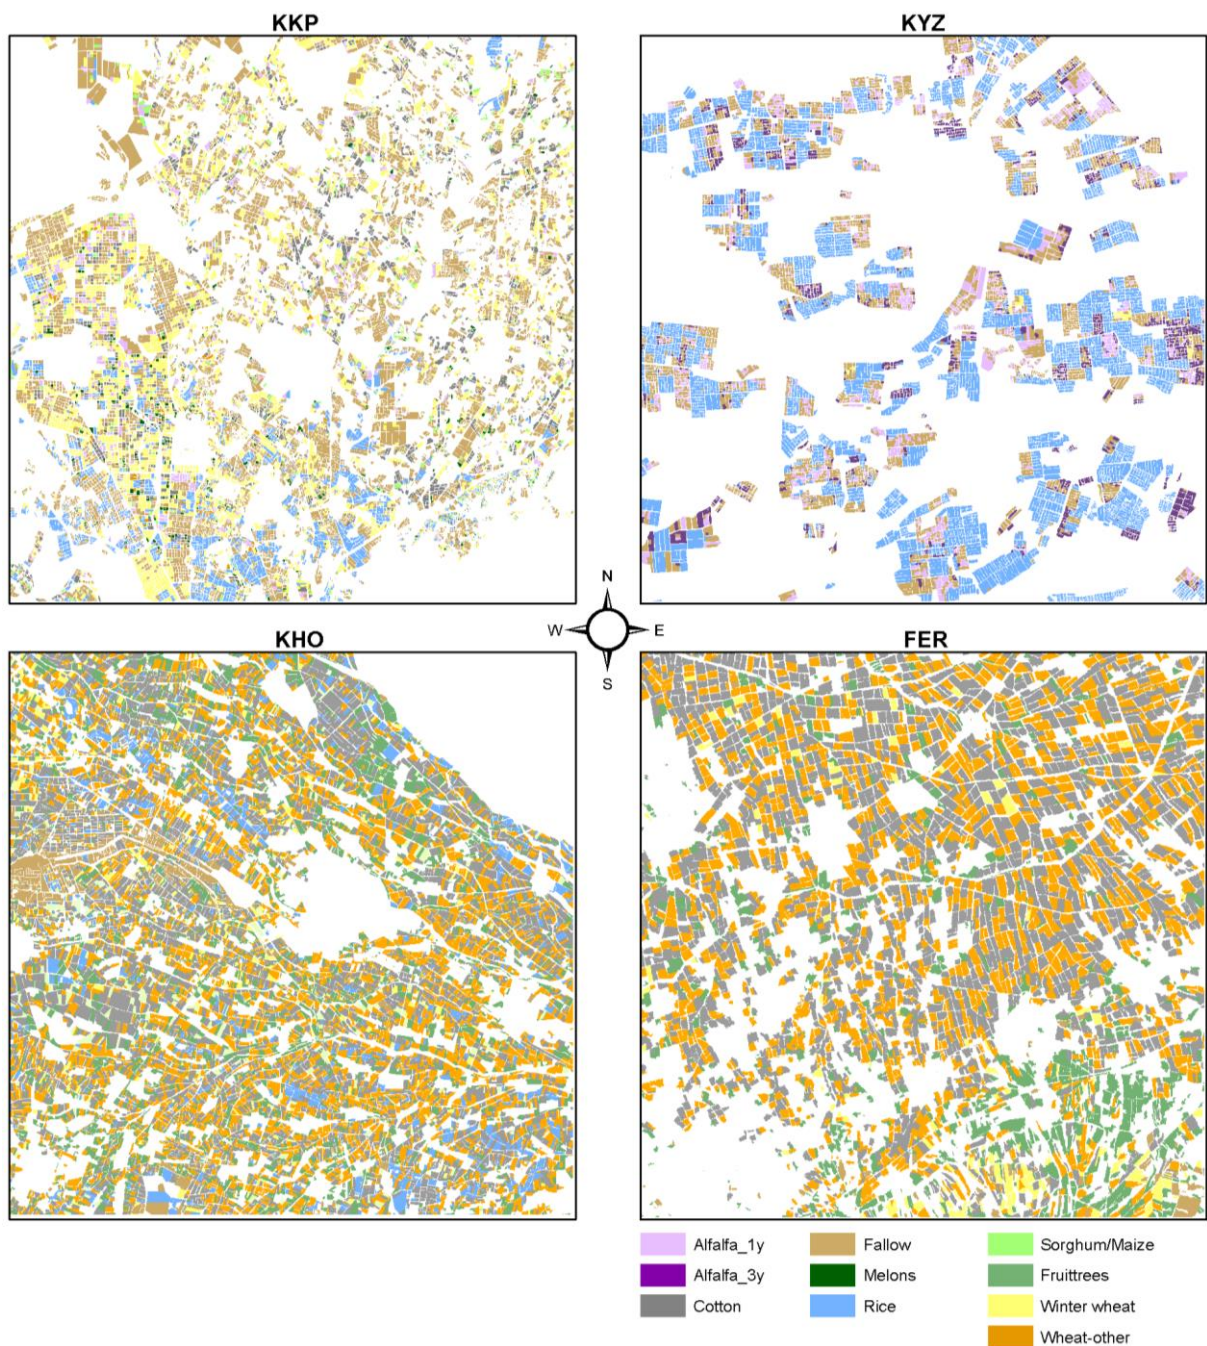 KKP
KYZ
N
W
E
S
KHO
FER
Alfalfa_1y
Fallow
Sorghum/Maize
Alfalfa_3y
Melons
Fruittrees
Cotton
Rice
Winter wheat
Wheat-other